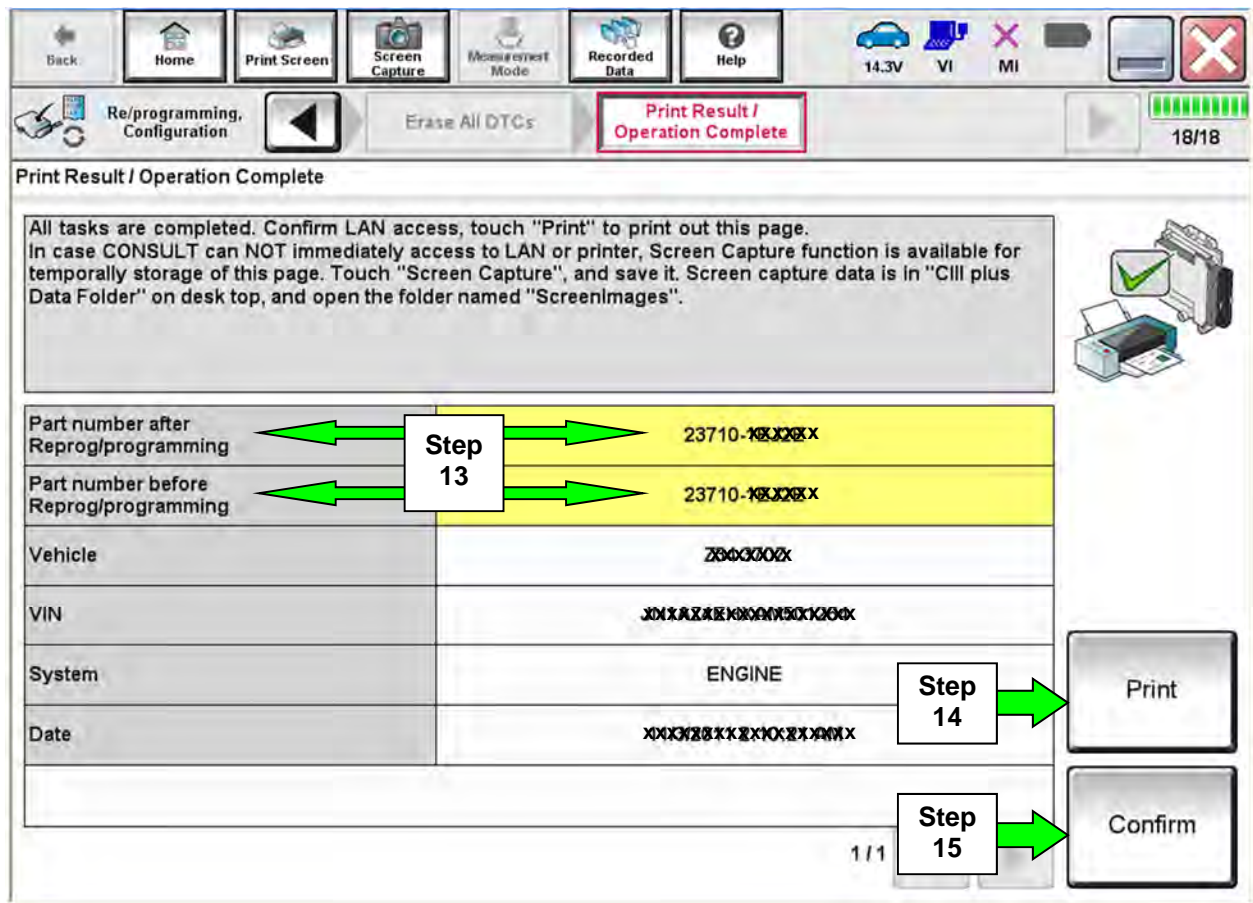 Back
Home
Print Screen
Screen
Capture
Measurement
Mode
Recorded
Data
Help
14.3V
VI
MI
Re/programming,
Configuration
Erase All DTCs
Print Result /
Operation Complete
18/18
Print Result / Operation Complete
All tasks are completed. Confirm LAN access, touch "Print" to print out this page.
In case CONSULT can NOT immediately access to LAN or printer, Screen Capture function is available for
temporally storage of this page. Touch "Screen Capture", and save it. Screen capture data is in "CIII plus
Data Folder" on desk top, and open the folder named "ScreenImages".
Part number after
Reprog/programming
Step
13
23710-
Part number before
Reprog/programming
23710-
Vehicle
VIN
System
ENGINE
Step
14
Print
Date
Step
15
Confirm
1/1